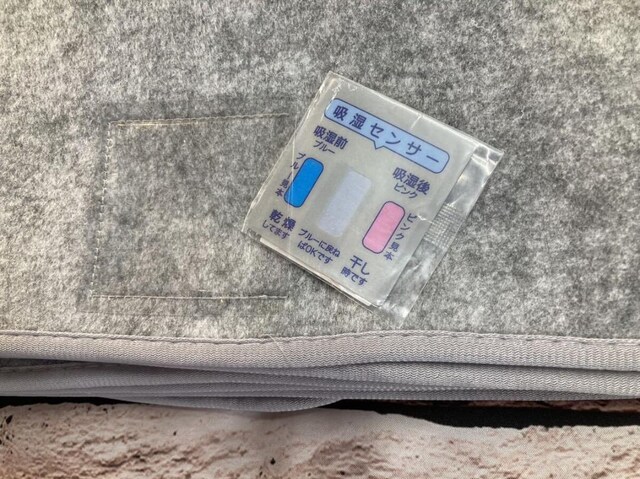 吸湿センサー
吸湿前
ブルー
吸湿後
ピンク
ブルー見本
ピンク見本
乾燥
してます
ブルーに戻ね
ばOKです
干し
時です